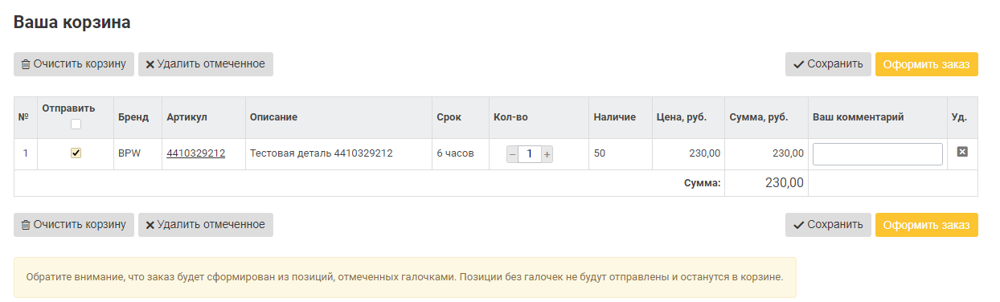 Ваша корзина
Очистить корзину Удалить отмеченное Сохранить Оформить заказ
№ Отправить Бренд Артикул Описание Срок Кол-во Наличие Цена, руб. Сумма, руб. Ваш комментарий Уд.
1 BPW 4410329212 Тестовая деталь 4410329212 6 часов – 1 + 50 230,00 230,00
Сумма: 230,00
Очистить корзину Удалить отмеченное Сохранить Оформить заказ
Обратите внимание, что заказ будет сформирован из позиций, отмеченных галочками. Позиции без галочек не будут отправлены и останутся в корзине.